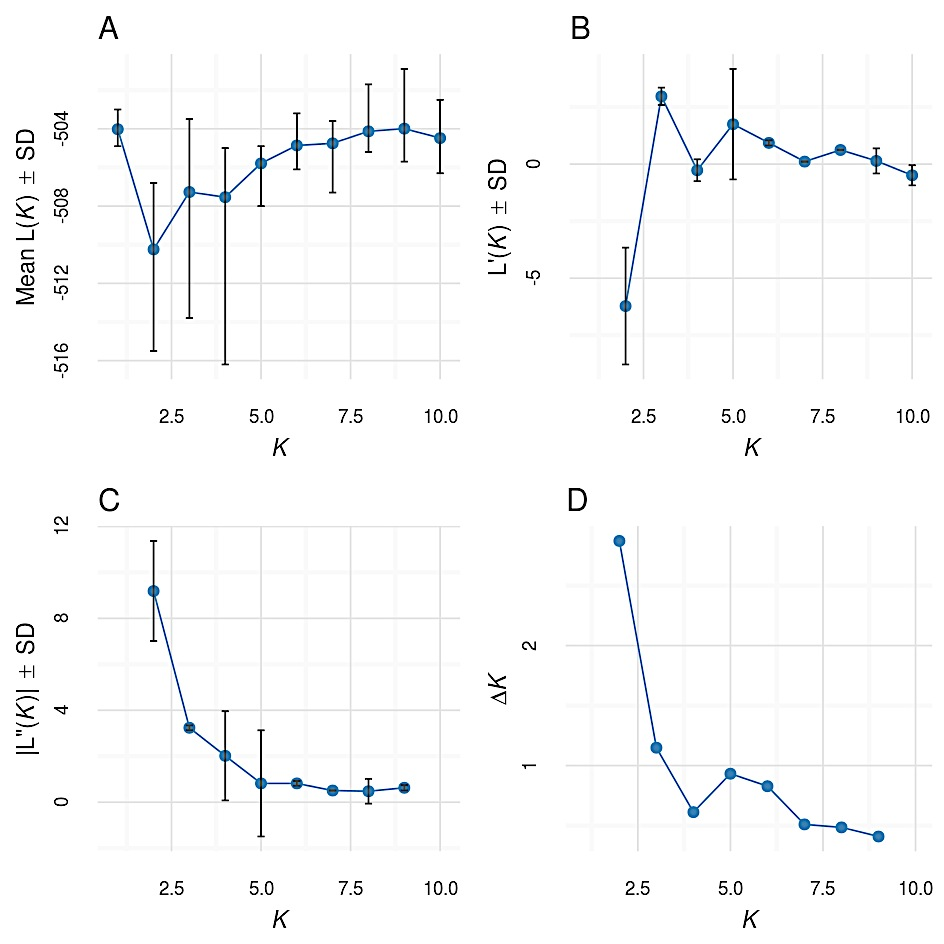 A
Mean L(K) ± SD
-504
-508
-512
-516
2.5 5.0 7.5 10.0
K
B
L'(K) ± SD
0
-5
2.5 5.0 7.5 10.0
K
C
|L"(K)| ± SD
12
8
4
0
2.5 5.0 7.5 10.0
K
D
ΔK
2
1
2.5 5.0 7.5 10.0
K